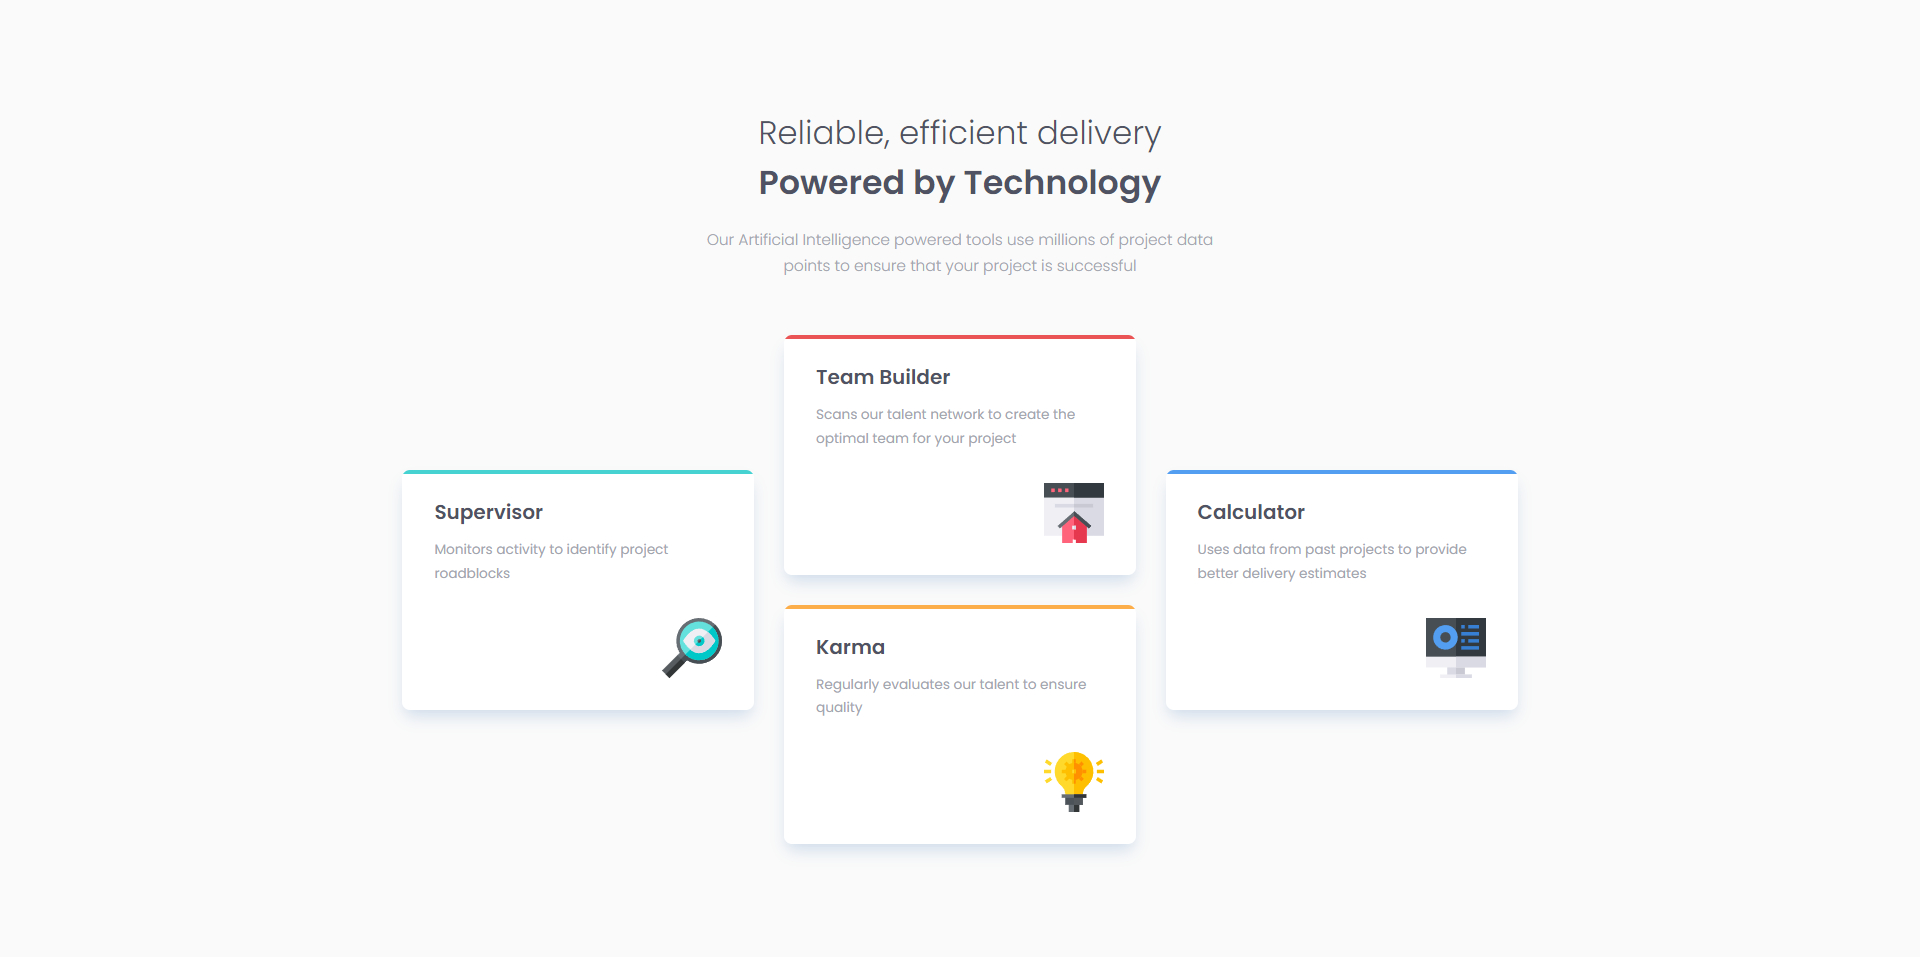 Reliable, efficient delivery
Powered by Technology
Our Artificial Intelligence powered tools use millions of project data
points to ensure that your project is successful
Supervisor
Monitors activity to identify project
roadblocks
Team Builder
Scans our talent network to create the
optimal team for your project
Karma
Regularly evaluates our talent to ensure
quality
Calculator
Uses data from past projects to provide
better delivery estimates